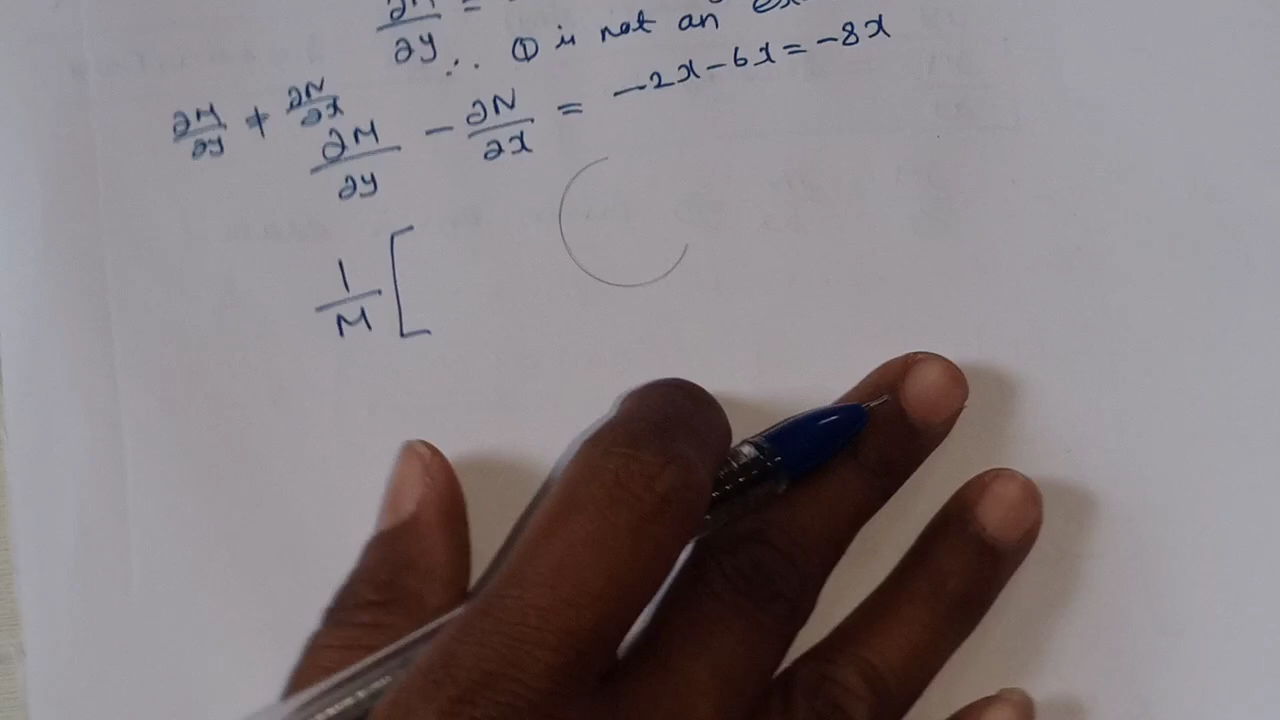 ∂M/∂y =
∴ ① is not an
∂M/∂y ≠ ∂N/∂x
∂M/∂y − ∂N/∂x = −2x−6x=−8x
1/M [